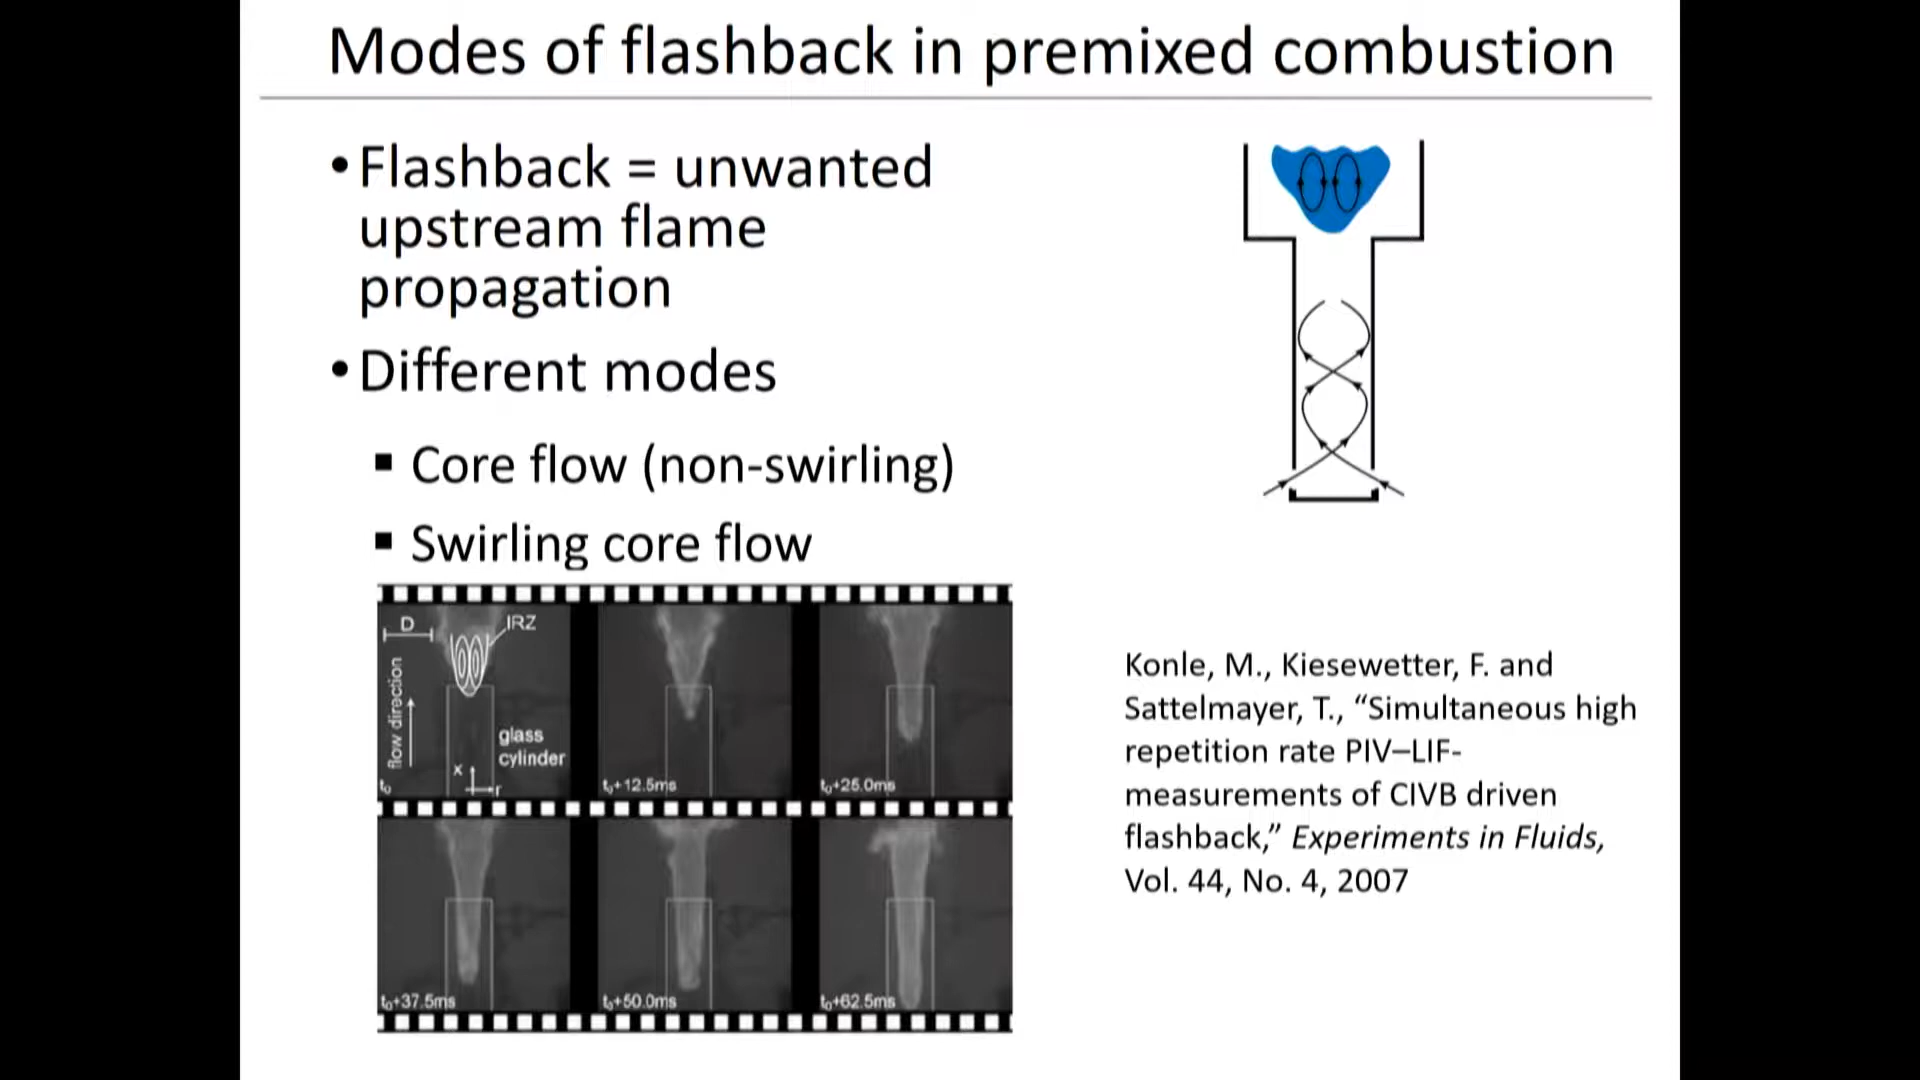 Modes of flashback in premixed combustion
•Flashback = unwanted
upstream flame
propagation
•Different modes
▪ Core flow (non-swirling)
▪ Swirling core flow
D
IRZ
flow direction
glass
cylinder
x
r
t₀
t₀+12.5ms
t₀+25.0ms
t₀+37.5ms
t₀+50.0ms
t₀+62.5ms
Konle, M., Kiesewetter, F. and
Sattelmayer, T., “Simultaneous high
repetition rate PIV–LIF-
measurements of CIVB driven
flashback,” Experiments in Fluids,
Vol. 44, No. 4, 2007